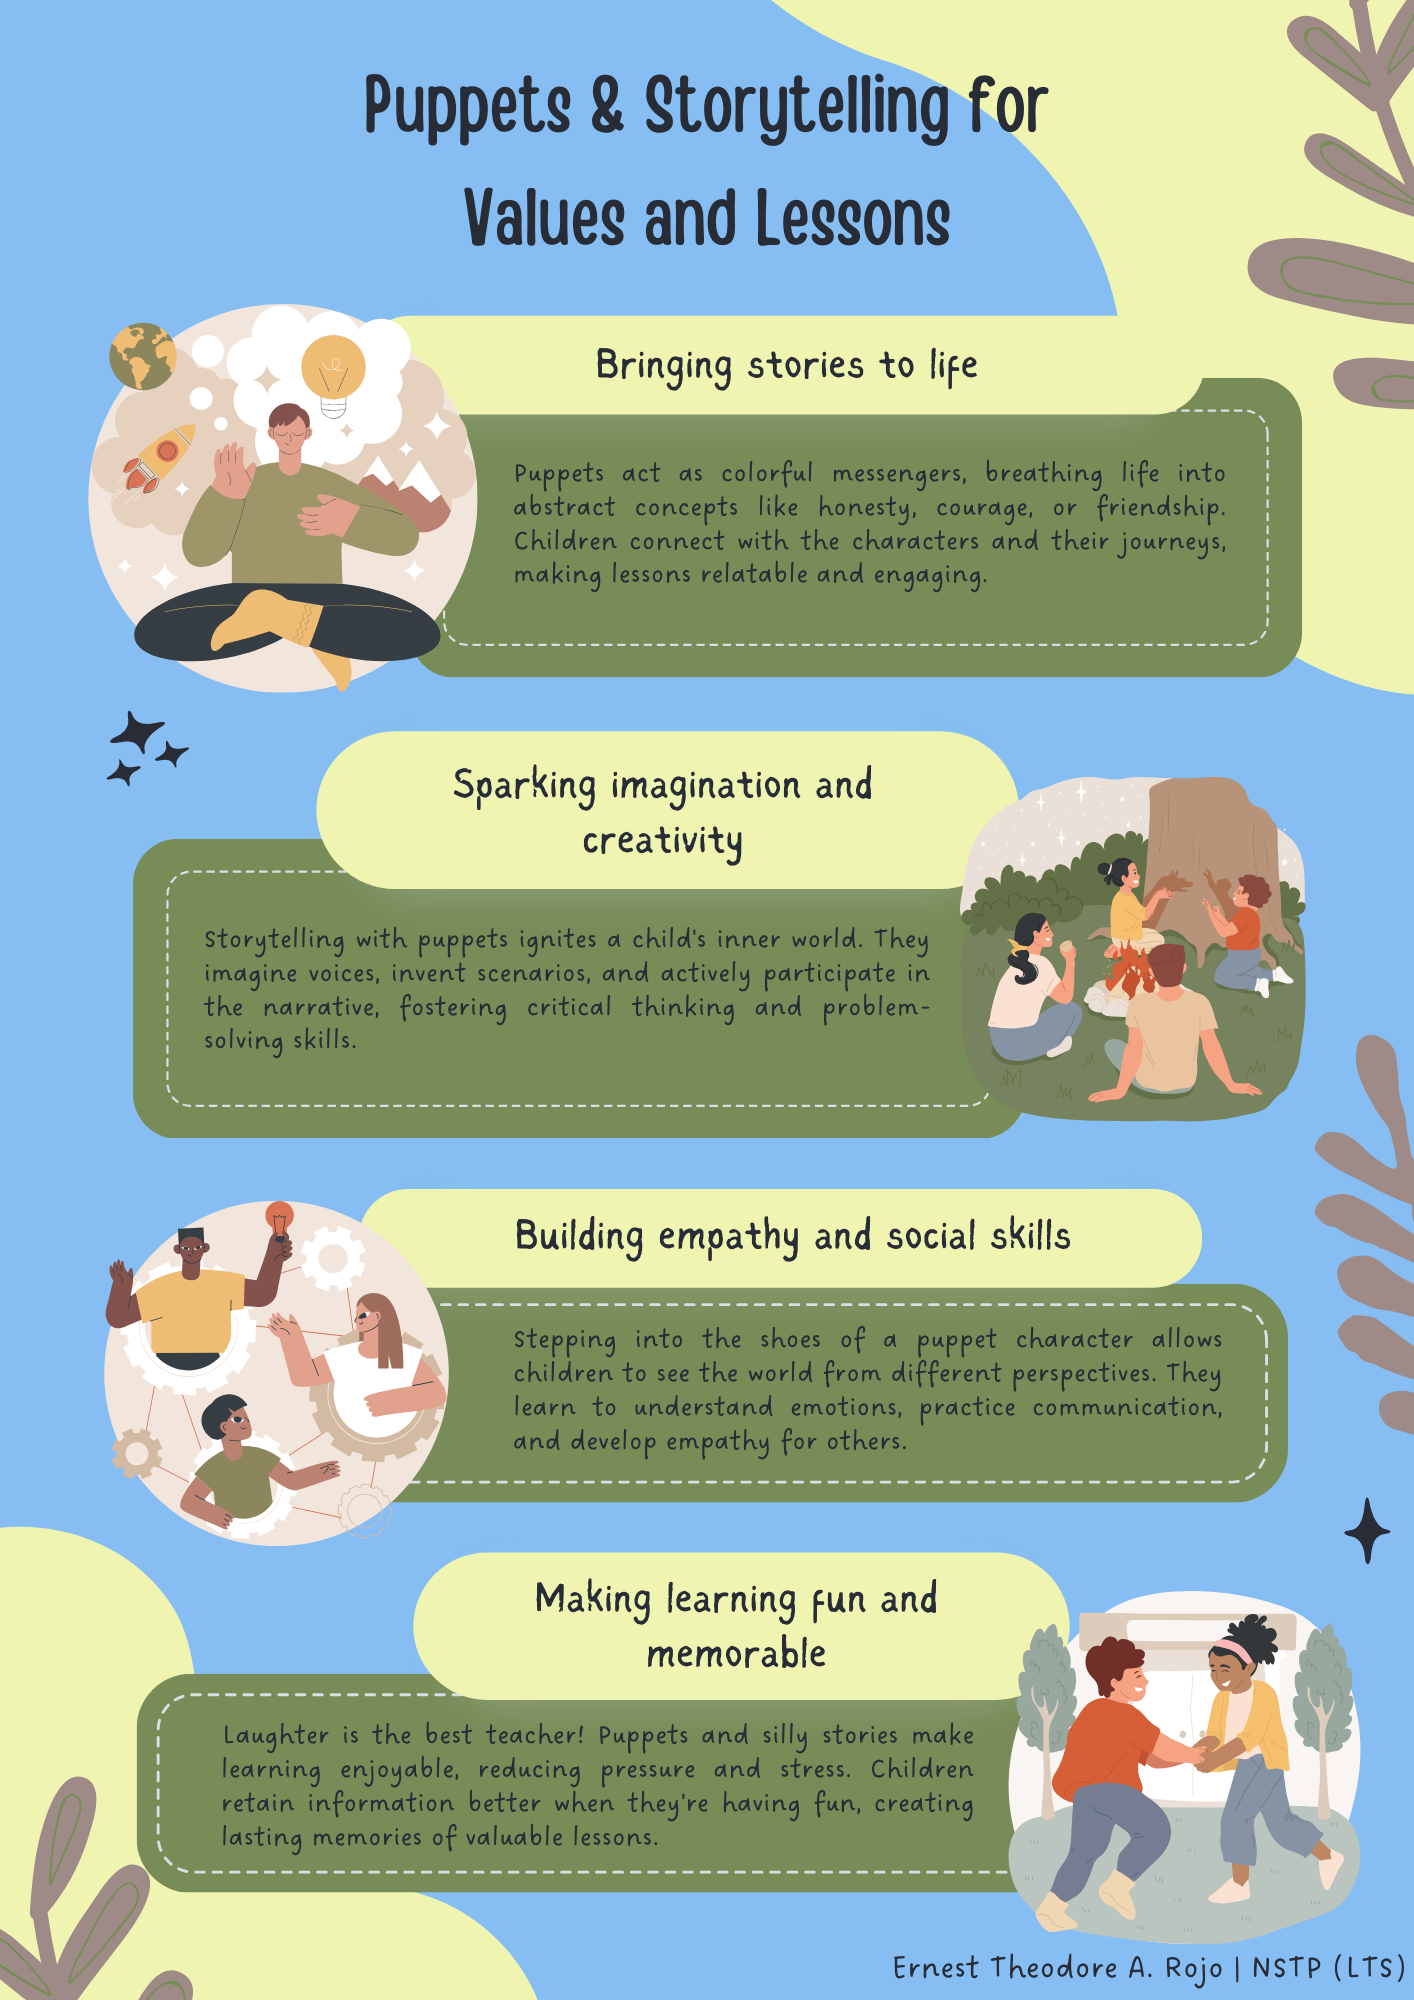 Puppets & Storytelling for
Values and Lessons
Bringing stories to life
Puppets act as colorful messengers, breathing life into
abstract concepts like honesty, courage, or friendship.
Children connect with the characters and their journeys,
making lessons relatable and engaging.
Sparking imagination and
creativity
Storytelling with puppets ignites a child's inner world. They
imagine voices, invent scenarios, and actively participate in
the narrative, fostering critical thinking and problem-
solving skills.
Building empathy and social skills
Stepping into the shoes of a puppet character allows
children to see the world from different perspectives. They
learn to understand emotions, practice communication,
and develop empathy for others.
Making learning fun and
memorable
Laughter is the best teacher! Puppets and silly stories make
learning enjoyable, reducing pressure and stress. Children
retain information better when they're having fun, creating
lasting memories of valuable lessons.
Ernest Theodore A. Rojo | NSTP (LTS)